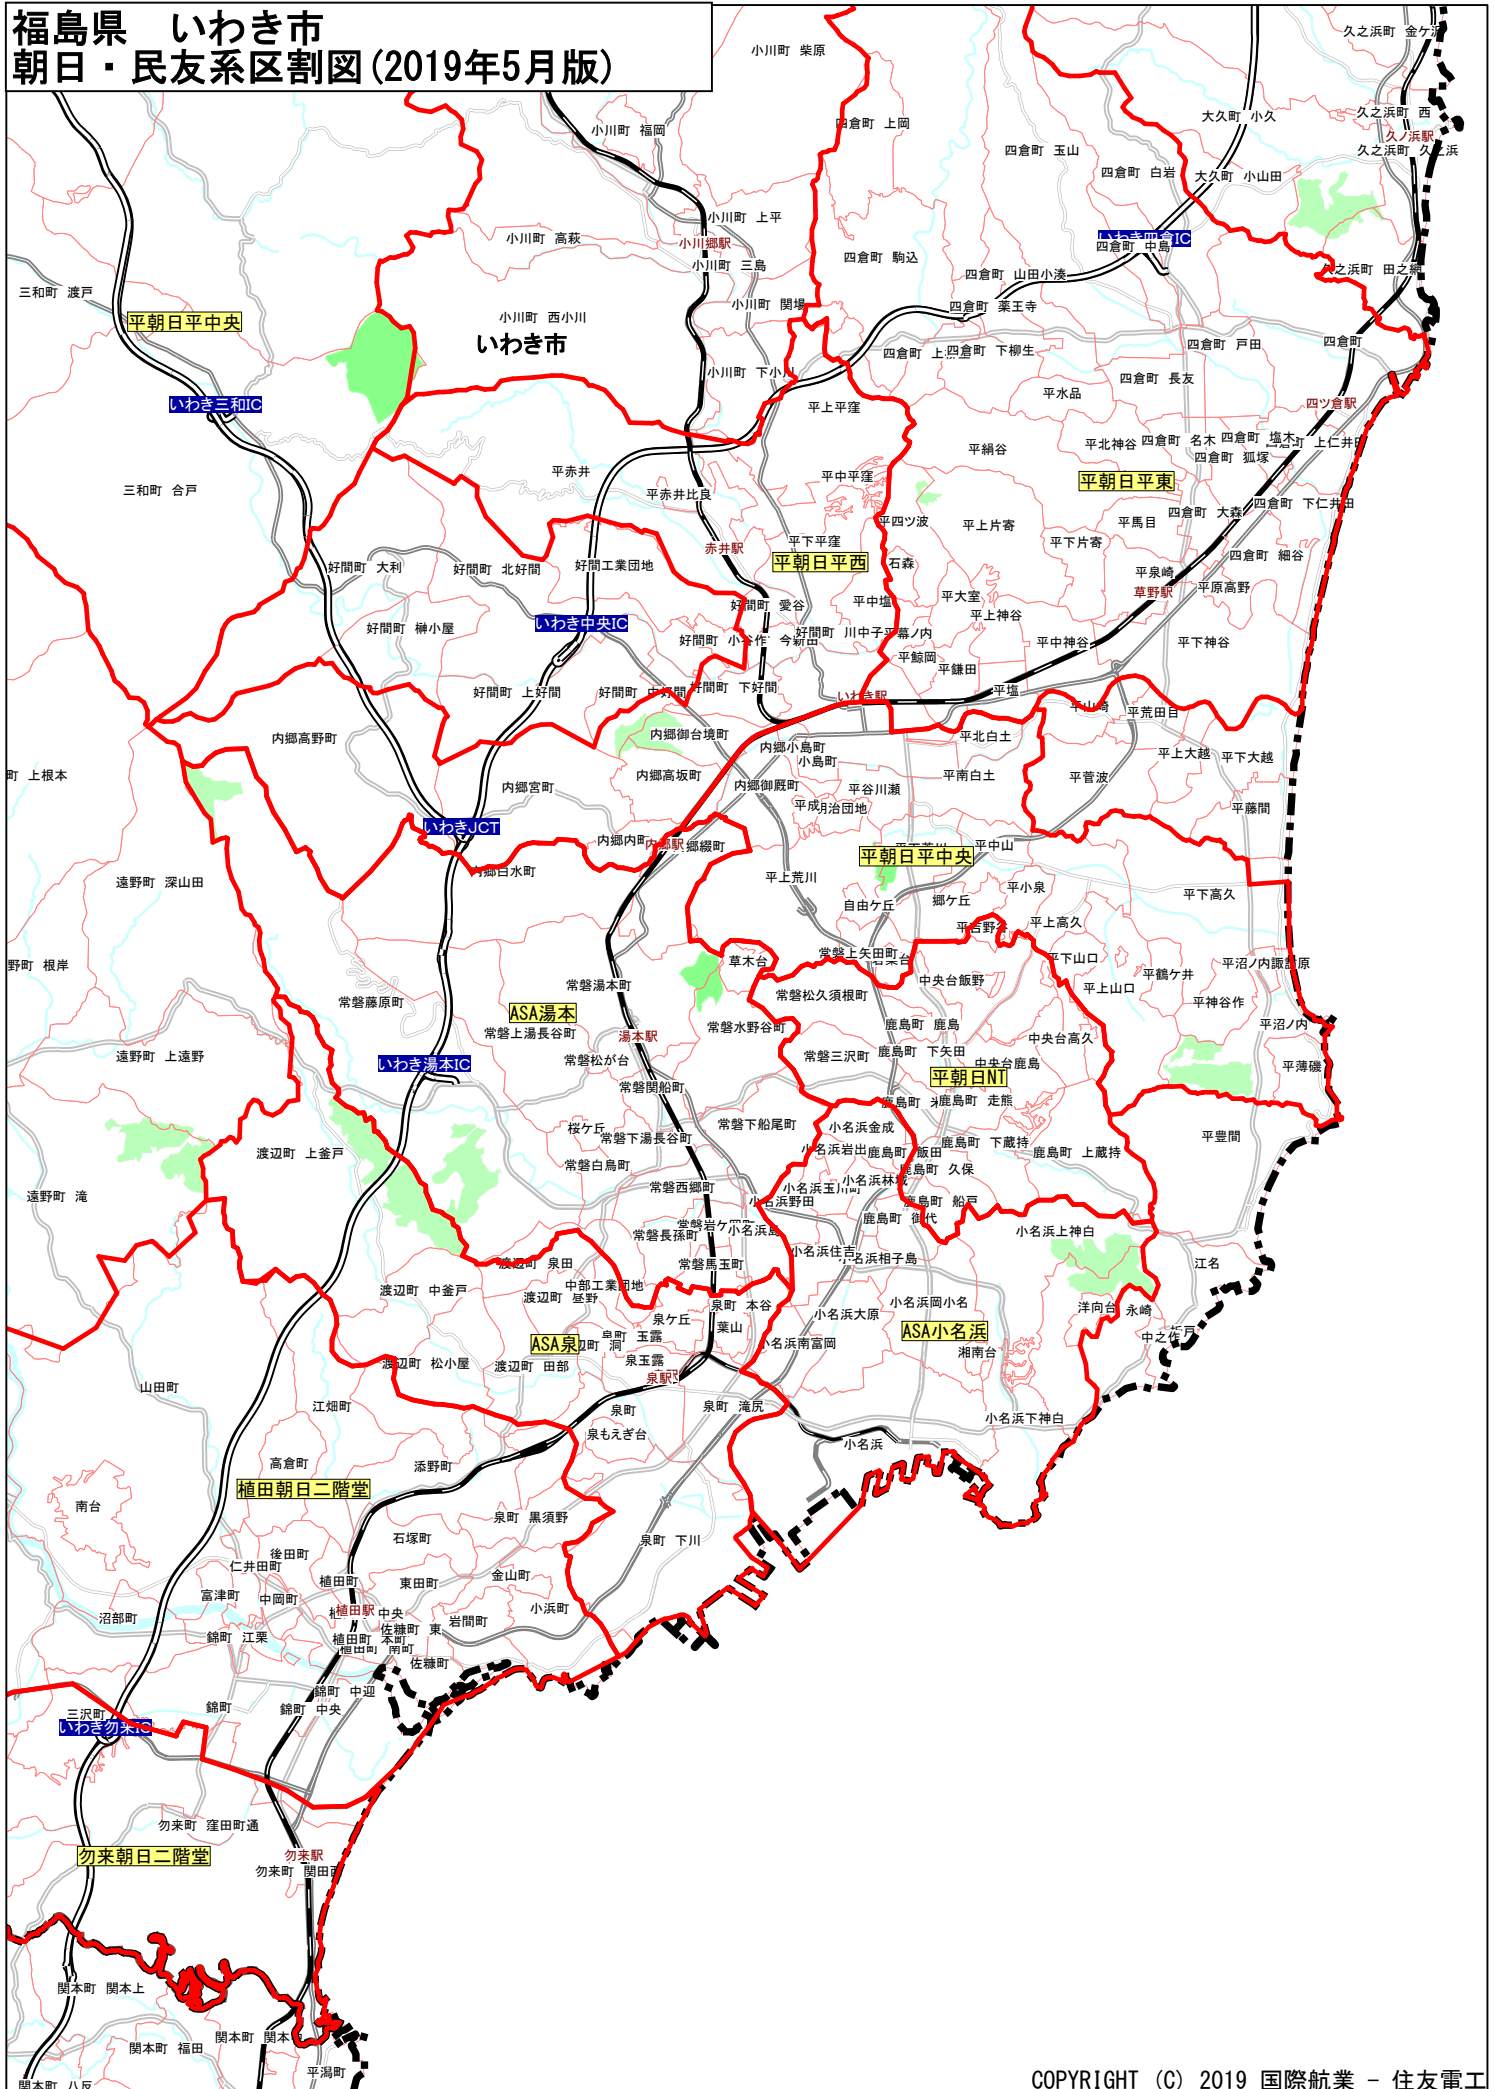 福島県　いわき市
朝日・民友系区割図(2019年5月版)
小川町 柴原
久之浜町 金ケ沢
小川町 福岡
四倉町 上岡
大久町 小久
久之浜町 西
久ノ浜駅
久之浜町 久之浜
四倉町 玉山
四倉町 白岩
大久町 小山田
小川町 上平
小川町 高萩
小川郷駅
いわき四倉IC
四倉町 中島
小川町 三島
四倉町 駒込
四倉町 山田小湊
久之浜町 田之網
三和町 渡戸
小川町 関場
四倉町 薬王寺
平朝日平中央
小川町 西小川
いわき市
四倉町 下柳生
四倉町 戸田
四倉町
小川町 下小川
四倉町 長友
平水品
いわき三和IC
平上平窪
四ツ倉駅
平北神谷
四倉町 名木
四倉町 塩木
四倉町 上仁井田
平絹谷
四倉町 狐塚
平赤井
平中平窪
平朝日平東
三和町 合戸
平赤井比良
四倉町 下仁井田
四倉町 大森
平四ツ波
平上片寄
平馬目
赤井駅
平下平窪
平下片寄
四倉町 細谷
平朝日平西
石森
好間町 大利
好間町 北好間
好間工業団地
平泉崎
草野駅
平原高野
平大室
好間町 愛谷
平中塩
平上神谷
いわき中央IC
好間町 榊小屋
好間町 小谷作
今新田
好間町 川中子
平幕ノ内
平中神谷
平下神谷
平鯨岡
平鎌田
好間町 上好間
好間町 中好間
好間町 下好間
いわき駅
平塩
平山崎
平荒田目
内郷高野町
内郷御台境町
内郷小島町
小島町
平北白土
平上大越
平下大越
町 上根本
内郷高坂町
内郷宮町
内郷御厩町
平谷川瀬
平南白土
平菅波
平成
明治団地
平藤間
いわきJCT
内郷内町
内郷駅
郷綴町
平朝日平中央
平中山
内郷白水町
平上荒川
遠野町 深山田
平小泉
平下高久
自由ケ丘
郷ケ丘
平吉野谷
平上高久
野町 根岸
草木台
常磐上矢田町
若葉台
平下山口
平沼ノ内諏訪原
中央台飯野
平鶴ケ井
常磐湯本町
常磐松久須根町
平上山口
常磐藤原町
平神谷作
ASA湯本
常磐上湯長谷町
湯本駅
常磐水野谷町
鹿島町 鹿島
平沼ノ内
中央台高久
遠野町 上遠野
いわき湯本IC
常磐松が台
常磐三沢町
鹿島町 下矢田
中央台鹿島
平薄磯
平朝日NT
常磐関船町
鹿島町 走熊
桜ケ丘
常磐下湯長谷町
常磐下船尾町
小名浜金成
平豊間
渡辺町 上釜戸
小名浜岩出
鹿島町 飯田
鹿島町 下蔵持
鹿島町 上蔵持
常磐白鳥町
鹿島町 久保
遠野町 滝
常磐西郷町
小名浜玉川町
小名浜林城
小名浜野田
鹿島町 船戸
鹿島町 御代
常磐岩ケ岡町
小名浜島
小名浜上神白
常磐長孫町
小名浜住吉
小名浜相子島
渡辺町 泉田
常磐馬玉町
江名
渡辺町 中釜戸
中部工業団地
渡辺町 昼野
泉町 本谷
小名浜大原
小名浜岡小名
洋向台
永崎
泉ケ丘
葉山
ASA小名浜
折戸
中之作
ASA泉
辺町 洞
泉町 玉露
小名浜南富岡
湘南台
渡辺町 松小屋
渡辺町 田部
泉玉露
泉駅
山田町
江畑町
泉町
泉町 滝尻
小名浜下神白
泉もえぎ台
小名浜
高倉町
添野町
植田朝日二階堂
南台
泉町 黒須野
石塚町
泉町 下川
後田町
仁井田町
植田町
東田町
金山町
富津町
中岡町
植田駅
中央
小浜町
沼部町
岩間町
佐糠町 東
錦町 江栗
植田町 本町
植田町 南町
佐糠町
錦町 中迎
錦町
錦町 中央
三沢町
いわき勿来IC
勿来町 窪田町通
勿来朝日二階堂
勿来駅
勿来町 関田西
関本町 関本上
関本町 福田
関本町 関本中
平潟町
関本町 八反
COPYRIGHT (C) 2019 国際航業 - 住友電工